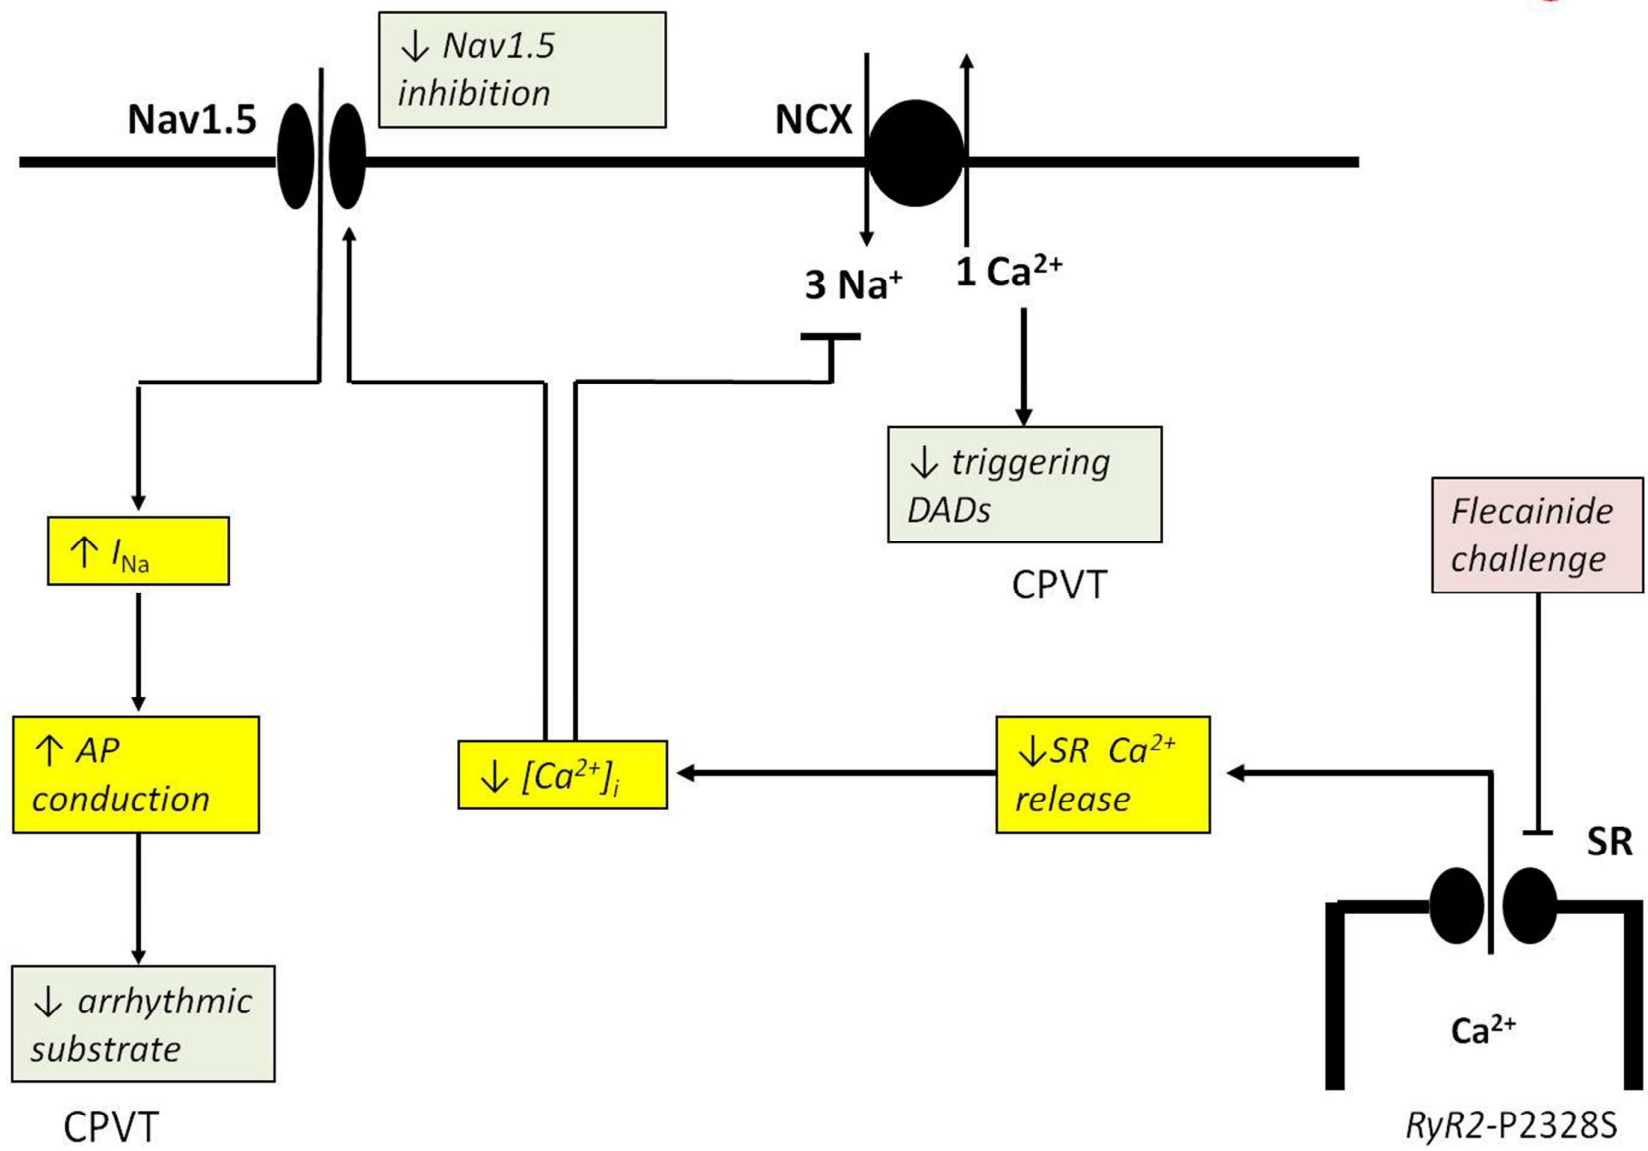 ↓ Nav1.5
inhibition
Nav1.5
NCX
3 Na⁺
1 Ca²⁺
↓ triggering
DADs
CPVT
Flecainide
challenge
↑ I_Na
↑ AP
conduction
↓ [Ca²⁺]_i
↓SR Ca²⁺
release
SR
↓ arrhythmic
substrate
Ca²⁺
CPVT
RyR2-P2328S